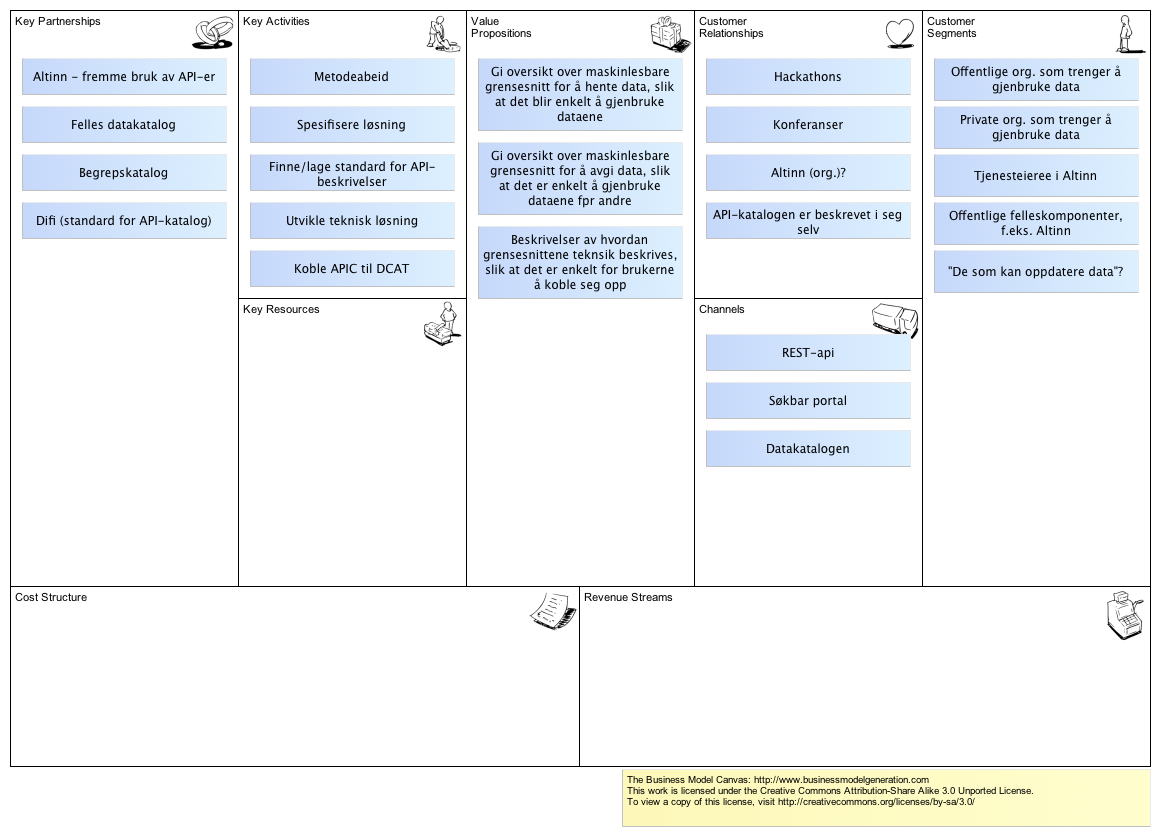 Key Partnerships
Altinn - fremme bruk av API-er
Felles datakatalog
Begrepskatalog
Difi (standard for API-katalog)
Key Activities
Metodeabeid
Spesifisere løsning
Finne/lage standard for API-
beskrivelser
Utvikle teknisk løsning
Koble APIC til DCAT
Key Resources
Value
Propositions
Gi oversikt over maskinlesbare
grensesnitt for å hente data, slik
at det blir enkelt å gjenbruke
dataene
Gi oversikt over maskinlesbare
grensesnitt for å avgi data, slik
at det er enkelt å gjenbruke
dataene fpr andre
Beskrivelser av hvordan
grensesnittene teknsik beskrives,
slik at det er enkelt for brukerne
å koble seg opp
Customer
Relationships
Hackathons
Konferanser
Altinn (org.)?
API-katalogen er beskrevet i seg
selv
Channels
REST-api
Søkbar portal
Datakatalogen
Customer
Segments
Offentlige org. som trenger å
gjenbruke data
Private org. som trenger å
gjenbruke data
Tjenesteieree i Altinn
Offentlige felleskomponenter,
f.eks. Altinn
"De som kan oppdatere data"?
Cost Structure
Revenue Streams
The Business Model Canvas: http://www.businessmodelgeneration.com
This work is licensed under the Creative Commons Attribution-Share Alike 3.0 Unported License.
To view a copy of this license, visit http://creativecommons.org/licenses/by-sa/3.0/